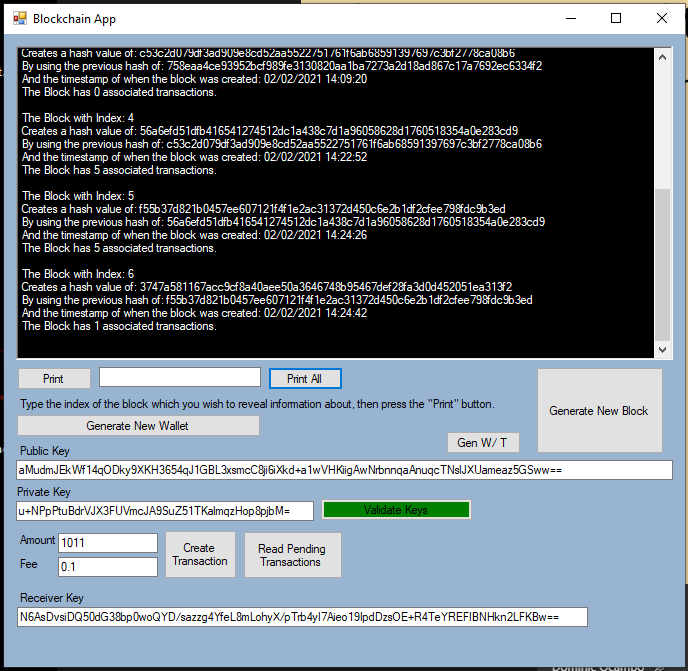 Blockchain App
Creates a hash value of: c53c2d079df3ad909e8cd52aa5522751761f6ab68591397697c3bf2778ca08b6
By using the previous hash of: 758eaa4ce93952bcf989fe3130820aa1ba7273a2d18ad867c17a7692ec6334f2
And the timestamp of when the block was created: 02/02/2021 14:09:20
The Block has 0 associated transactions.
The Block with Index: 4
Creates a hash value of: 56a6efd51dfb416541274512dc1a438c7d1a96058628d1760518354a0e283cd9
By using the previous hash of: c53c2d079df3ad909e8cd52aa5522751761f6ab68591397697c3bf2778ca08b6
And the timestamp of when the block was created: 02/02/2021 14:22:52
The Block has 5 associated transactions.
The Block with Index: 5
Creates a hash value of: f55b37d821b0457ee607121f4f1e2ac31372d450c6e2b1df2cfee798fdc9b3ed
By using the previous hash of: 56a6efd51dfb416541274512dc1a438c7d1a96058628d1760518354a0e283cd9
And the timestamp of when the block was created: 02/02/2021 14:24:26
The Block has 5 associated transactions.
The Block with Index: 6
Creates a hash value of: 3747a581167acc9cf8a40aee50a3646748b95467def28fa3d0d452051ea313f2
By using the previous hash of: f55b37d821b0457ee607121f4f1e2ac31372d450c6e2b1df2cfee798fdc9b3ed
And the timestamp of when the block was created: 02/02/2021 14:24:42
The Block has 1 associated transactions.
Print
Print All
Generate New Block
Type the index of the block which you wish to reveal information about, then press the "Print" button.
Generate New Wallet
Gen W/ T
Public Key
aMudmJEkWf14qODky9XKH3654qJ1GBL3xsmcC8ji6iXkd+a1wVHKiigAwNrbnnqaAnuqcTNslJXUameaz5GSww==
Private Key
u+NPpPtuBdrVJX3FUVmcJA9SuZ51TKalmqzHop8pjbM=
Validate Keys
Amount
1011
Fee
0.1
Create
Transaction
Read Pending
Transactions
Receiver Key
N6AsDvsiDQ50dG38bp0woQYD/sazzg4YfeL8mLohyX/pTrb4yI7Aieo19lpdDzsOE+R4TeYREFIBNHkn2LFKBw==
Dominic Ocampo